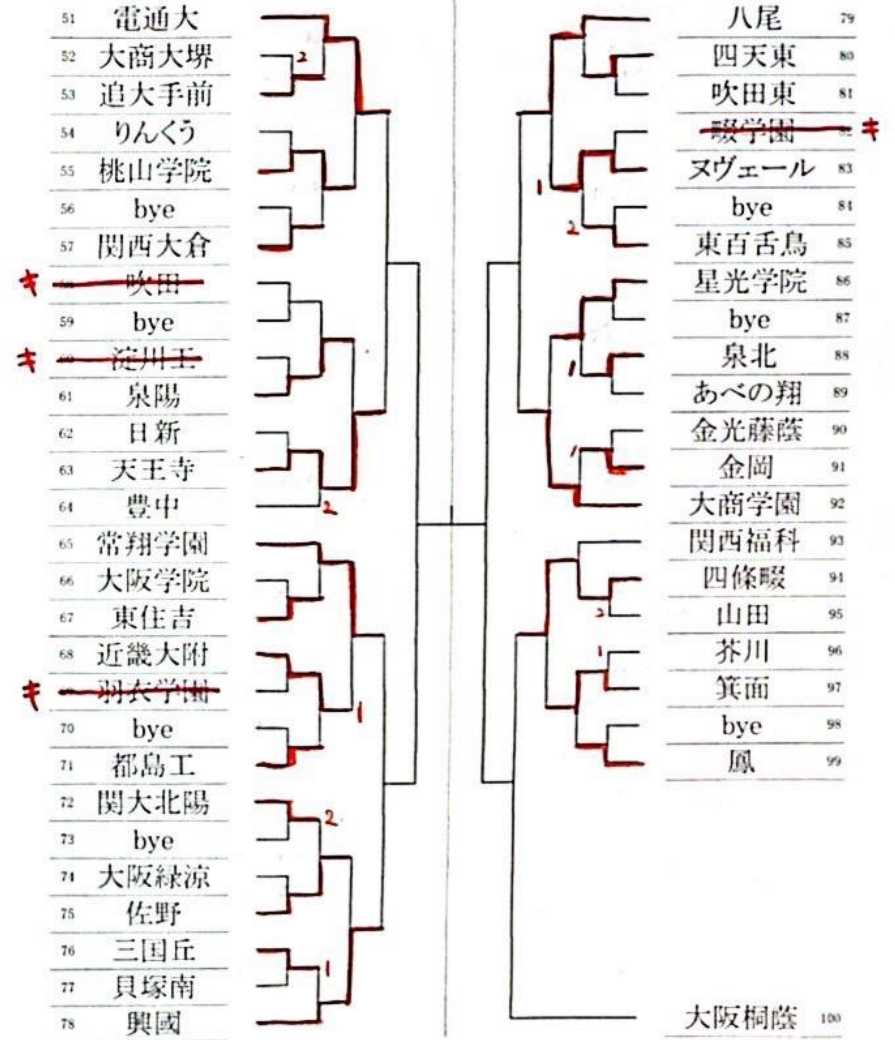 51 電通大
52 大商大堺
53 追大手前
54 りんくう
55 桃山学院
56 bye
57 関西大倉
キ 58 吹田
59 bye
キ 60 淀川工
61 泉陽
62 日新
63 天王寺
64 豊中
65 常翔学園
66 大阪学院
67 東住吉
68 近畿大附
キ 69 羽衣学園
70 bye
71 都島工
72 関大北陽
73 bye
74 大阪緑涼
75 佐野
76 三国丘
77 貝塚南
78 興國
2
2
1
2
1
八尾 79
四天東 80
吹田東 81
畷学園 82 キ
ヌヴェール 83
bye 84
東百舌鳥 85
星光学院 86
bye 87
泉北 88
あべの翔 89
金光藤蔭 90
金岡 91
大商学園 92
関西福科 93
四條畷 94
山田 95
芥川 96
箕面 97
bye 98
鳳 99
大阪桐蔭 100
1
2
1
1
2
1